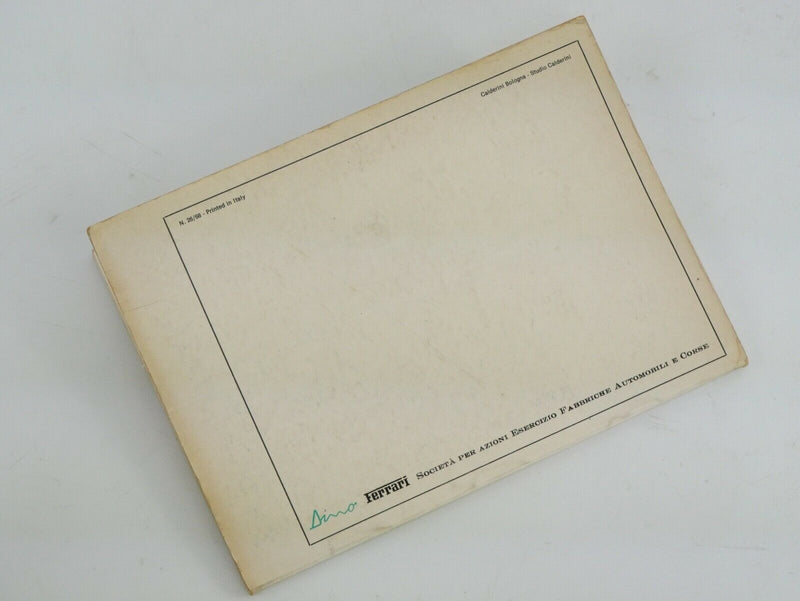 Calderini Bologna - Studio Calderini
N. 26/68 - Printed in Italy
Dino Ferrari Società per azioni Esercizio Fabbriche Automobili e Corse